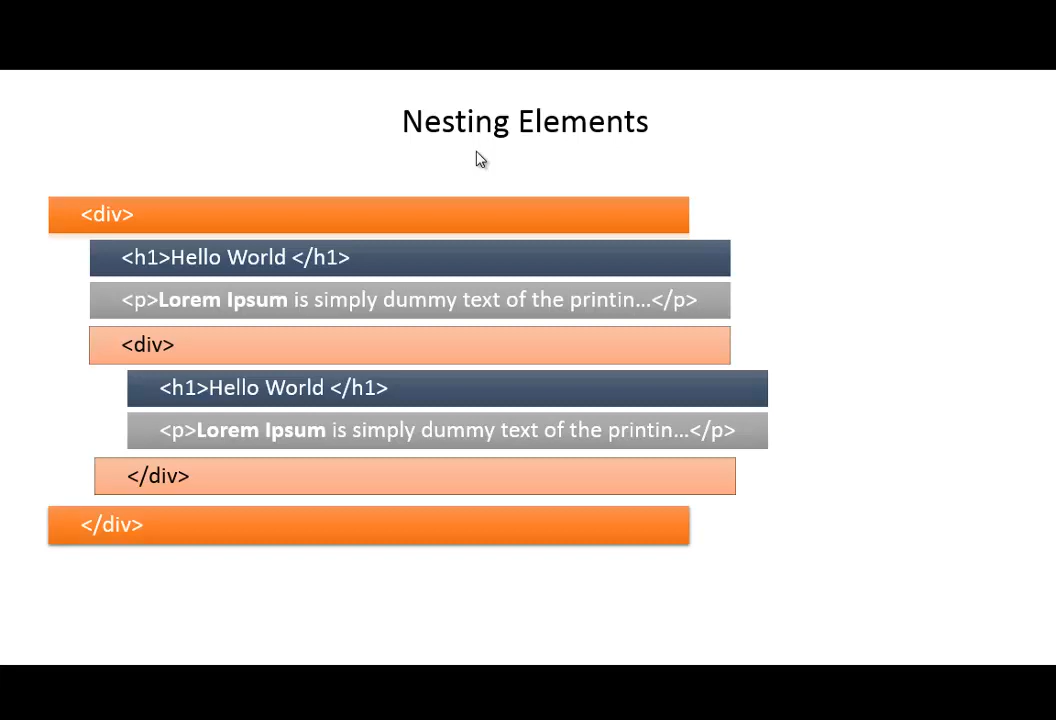 Nesting Elements
<div>
<h1>Hello World </h1>
<p>Lorem Ipsum is simply dummy text of the printin...</p>
<div>
<h1>Hello World </h1>
<p>Lorem Ipsum is simply dummy text of the printin...</p>
</div>
</div>